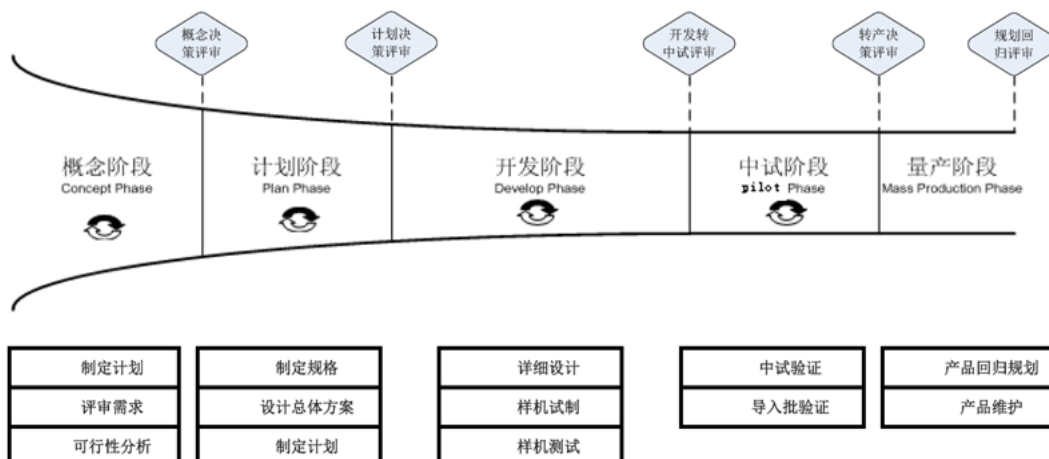 概念决
策评审
计划决
策评审
开发转
中试评审
转产决
策评审
规划回
归评审
概念阶段
Concept Phase
计划阶段
Plan Phase
开发阶段
Develop Phase
中试阶段
pilot Phase
量产阶段
Mass Production Phase
制定计划
评审需求
可行性分析
制定规格
设计总体方案
制定计划
详细设计
样机试制
样机测试
中试验证
导入批验证
产品回归规划
产品维护